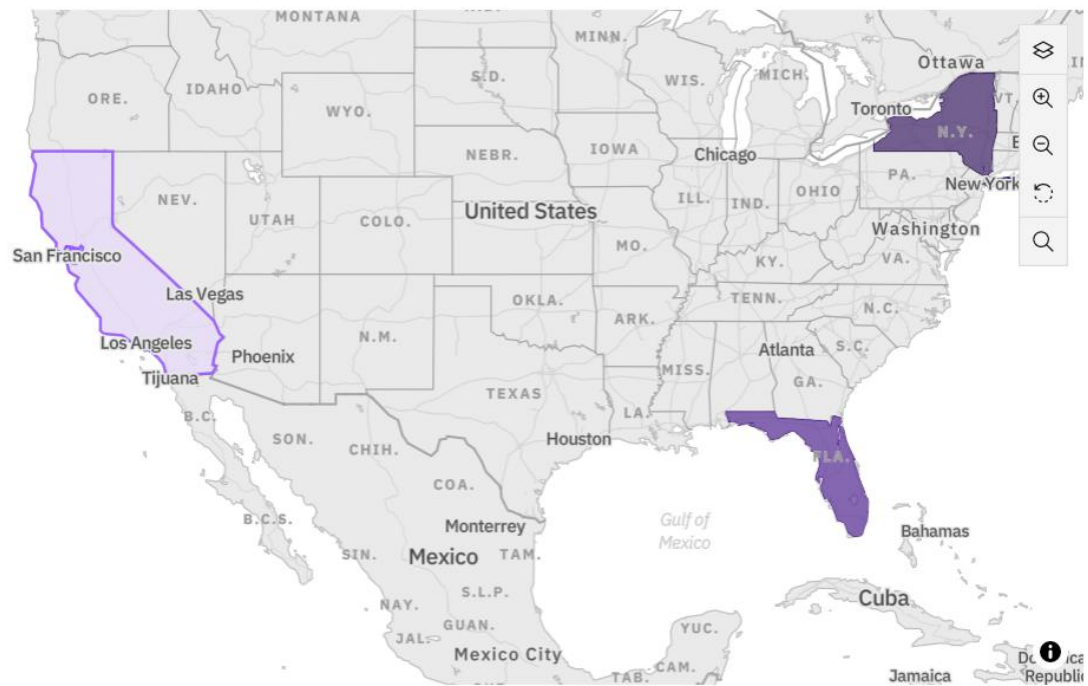 MONTANA
MINN.
Ottawa
ORE.
IDAHO
S.D.
WIS.
MICH.
VT.
WYO.
Toronto
N.Y.
NEBR.
IOWA
Chicago
PA.
New York
NEV.
UTAH
COLO.
United States
ILL.
IND.
OHIO
Washington
San Francisco
MO.
KY.
VA.
Las Vegas
OKLA.
TENN.
N.C.
Los Angeles
Phoenix
N.M.
ARK.
Atlanta
S.C.
Tijuana
MISS.
GA.
TEXAS
B.C.
LA.
SON.
Houston
CHIH.
FLA.
COA.
B.C.S.
Monterrey
Gulf of
Mexico
Bahamas
SIN.
Mexico
TAM.
S.L.P.
Cuba
NAY.
GUAN.
YUC.
JAL.
Mexico City
CAM.
TAB.
Jamaica
Republic